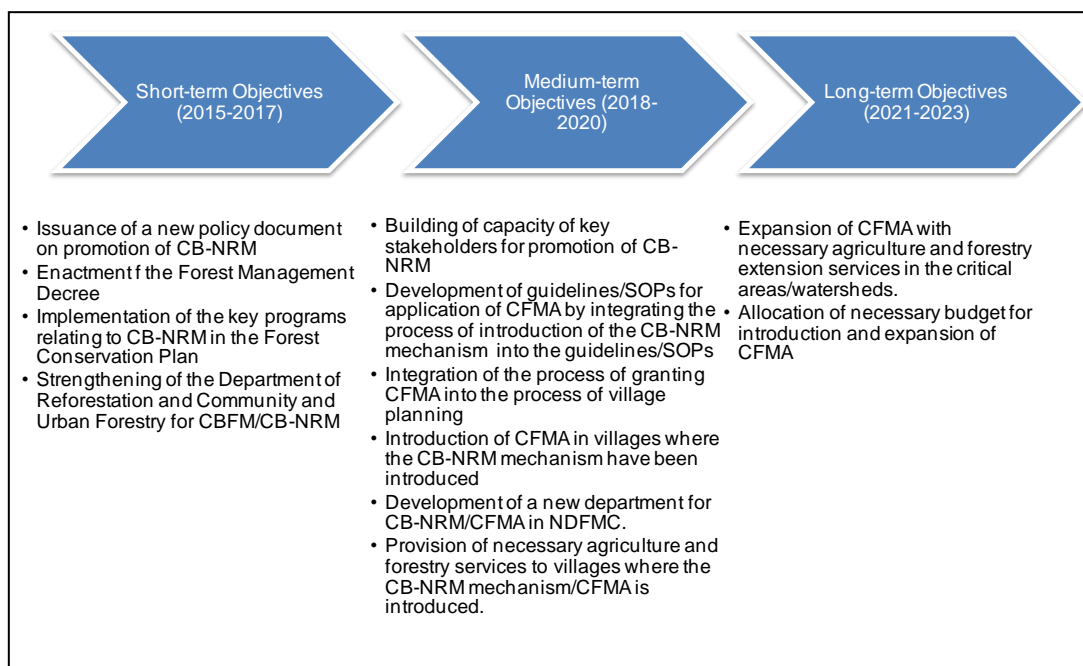 Short-term Objectives
(2015-2017)
Medium-term
Objectives (2018-
2020)
Long-term Objectives
(2021-2023)
• Issuance of a new policy document
on promotion of CB-NRM
• Enactment f the Forest Management
Decree
• Implementation of the key programs
relating to CB-NRM in the Forest
Conservation Plan
• Strengthening of the Department of
Reforestation and Community and
Urban Forestry for CBFM/CB-NRM
• Building of capacity of key
stakeholders for promotion of CB-
NRM
• Development of guidelines/SOPs for
application of CFMA by integrating the
process of introduction of the CB-NRM
mechanism into the guidelines/SOPs
• Integration of the process of granting
CFMA into the process of village
planning
• Introduction of CFMA in villages where
the CB-NRM mechanism have been
introduced
• Development of a new department for
CB-NRM/CFMA in NDFMC.
• Provision of necessary agriculture and
forestry services to villages where the
CB-NRM mechanism/CFMA is
introduced.
• Expansion of CFMA with
necessary agriculture and forestry
extension services in the critical
areas/watersheds.
• Allocation of necessary budget for
introduction and expansion of
CFMA